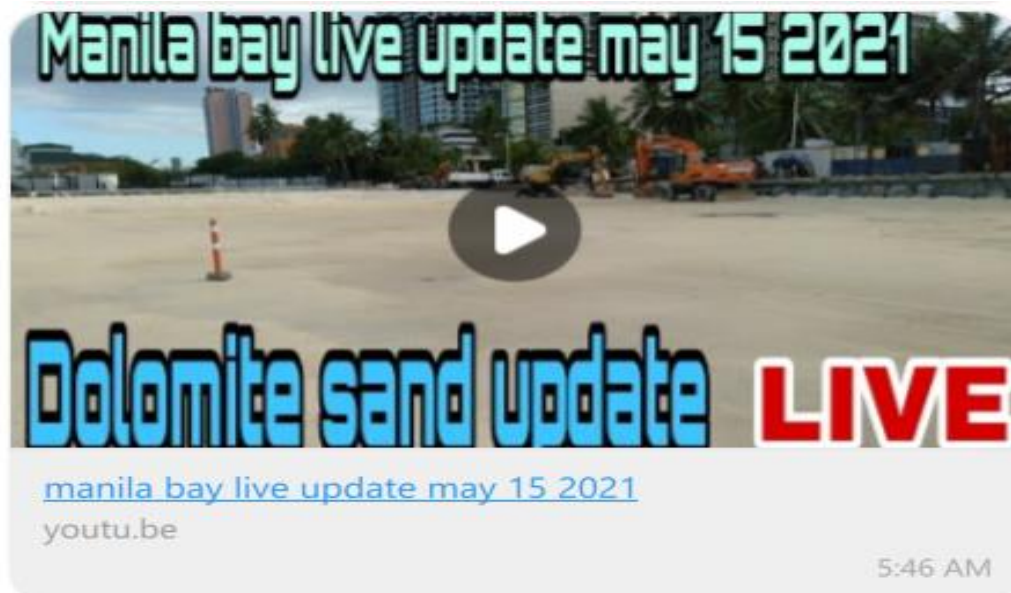 Manila bay live update may 15 2021
Dolomite sand update LIVE
manila bay live update may 15 2021
youtu.be
5:46 AM